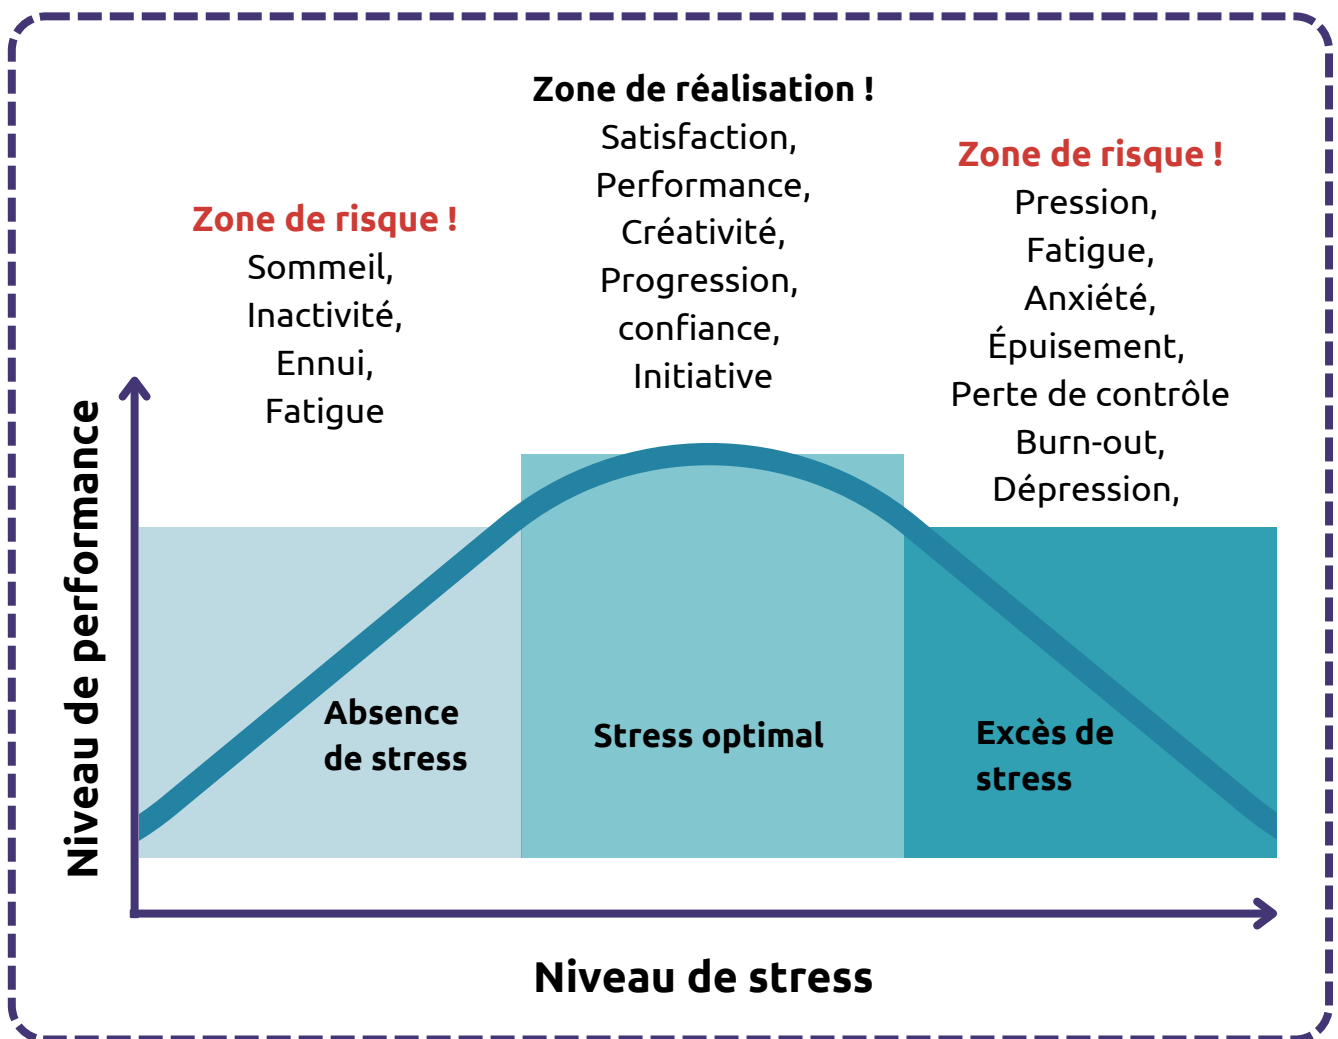 Zone de réalisation !
Satisfaction,
Performance,
Créativité,
Progression,
confiance,
Initiative
Zone de risque !
Pression,
Fatigue,
Anxiété,
Épuisement,
Perte de contrôle
Burn-out,
Dépression,
Zone de risque !
Sommeil,
Inactivité,
Ennui,
Fatigue
Niveau de performance
Absence
de stress
Stress optimal
Excès de
stress
Niveau de stress